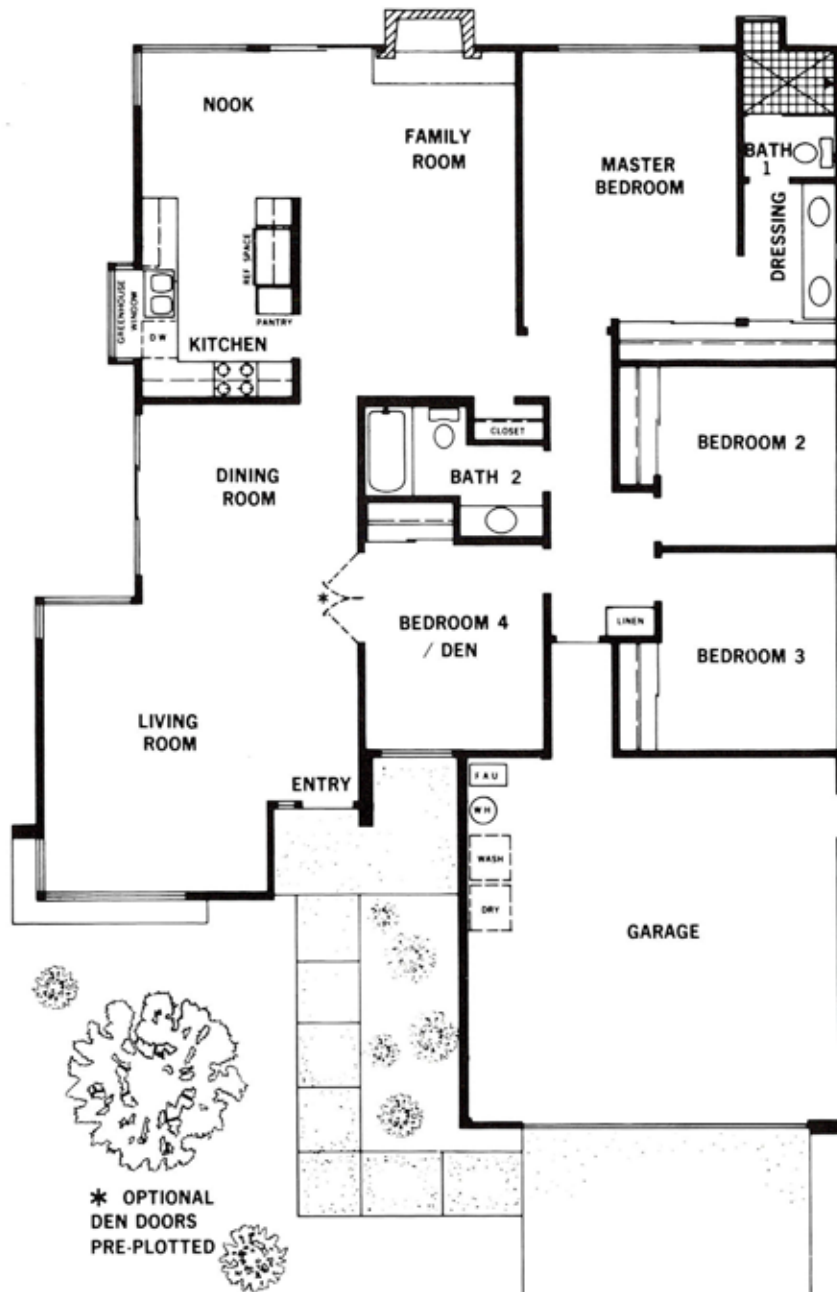 NOOK
FAMILY
ROOM
MASTER
BEDROOM
BATH
1
DRESSING
REF SPACE
PANTRY
GREENHOUSE
WINDOW
DW
KITCHEN
CLOSET
BEDROOM 2
DINING
ROOM
BATH 2
*
BEDROOM 4
/ DEN
LINEN
BEDROOM 3
LIVING
ROOM
ENTRY
FAU
WH
WASH
DRY
GARAGE
* OPTIONAL
DEN DOORS
PRE-PLOTTED